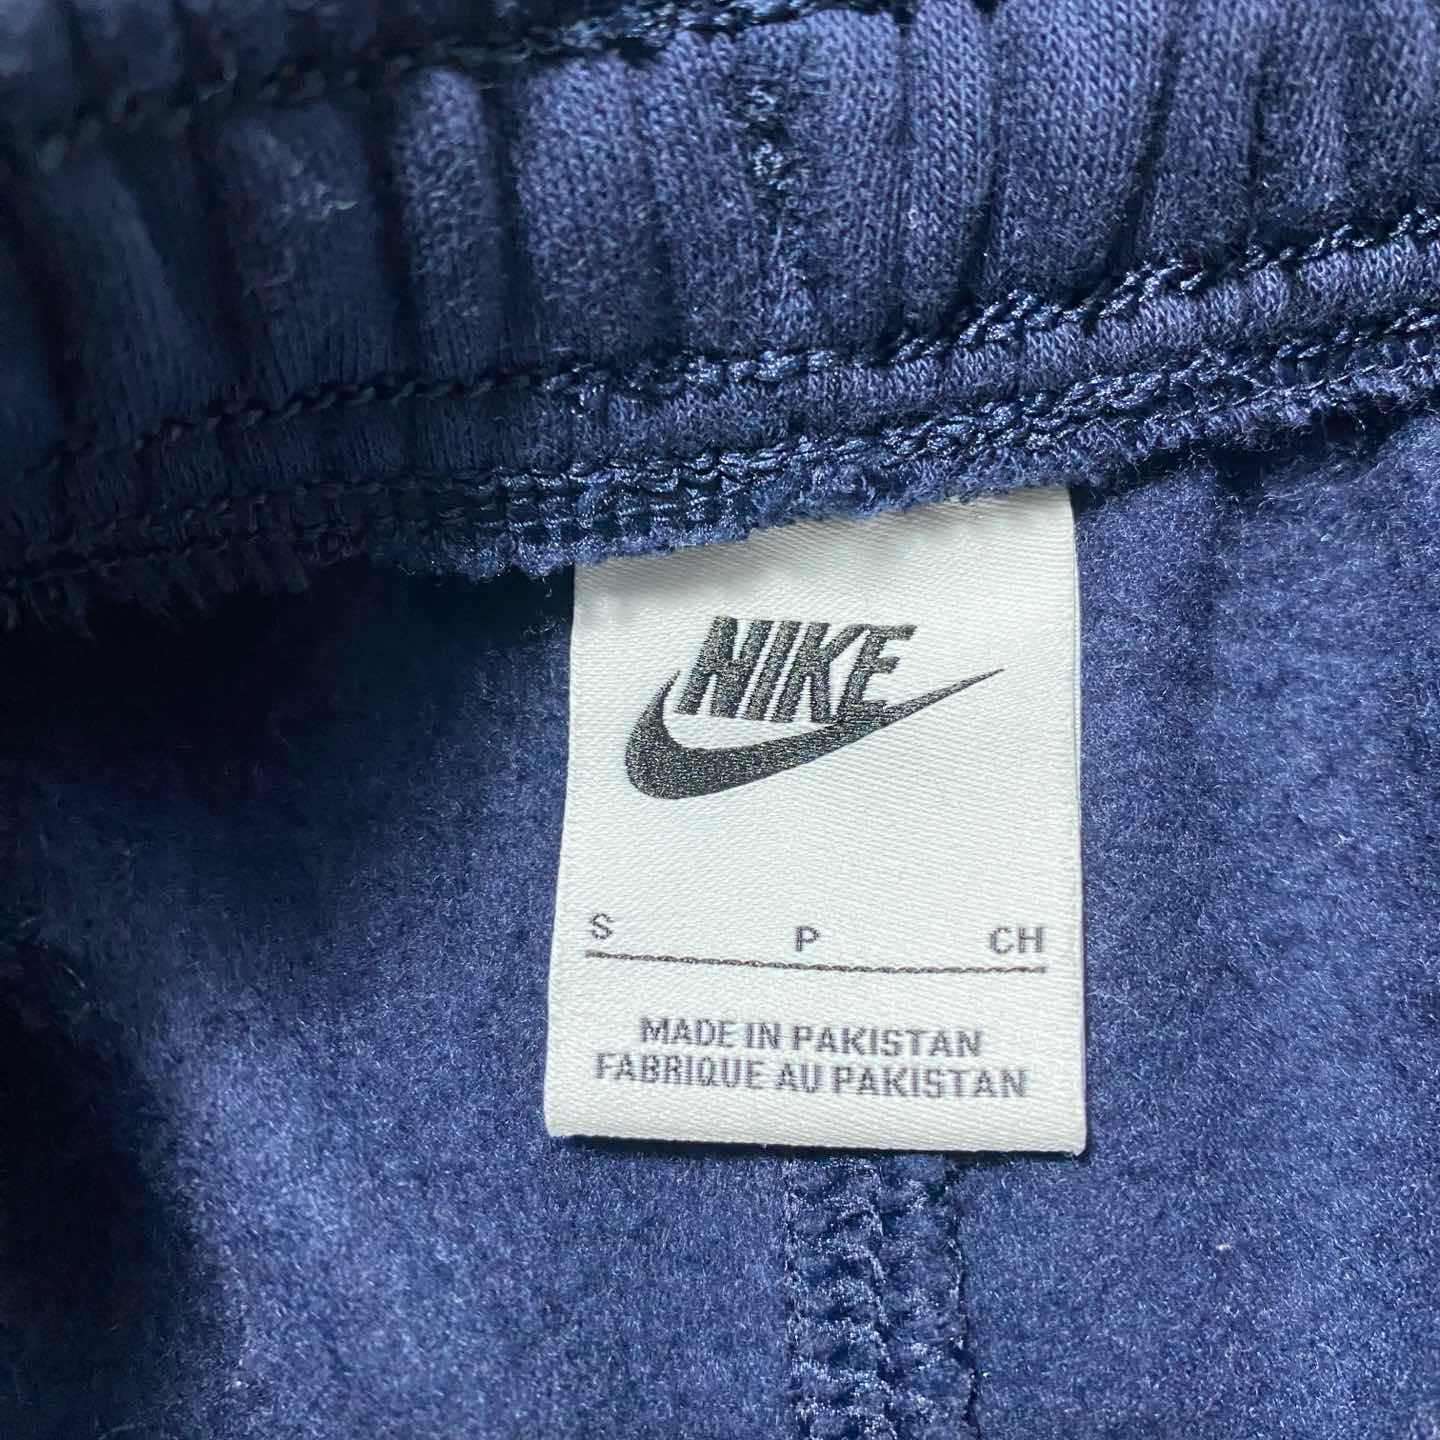 NIKE
S P CH
MADE IN PAKISTAN
FABRIQUE AU PAKISTAN